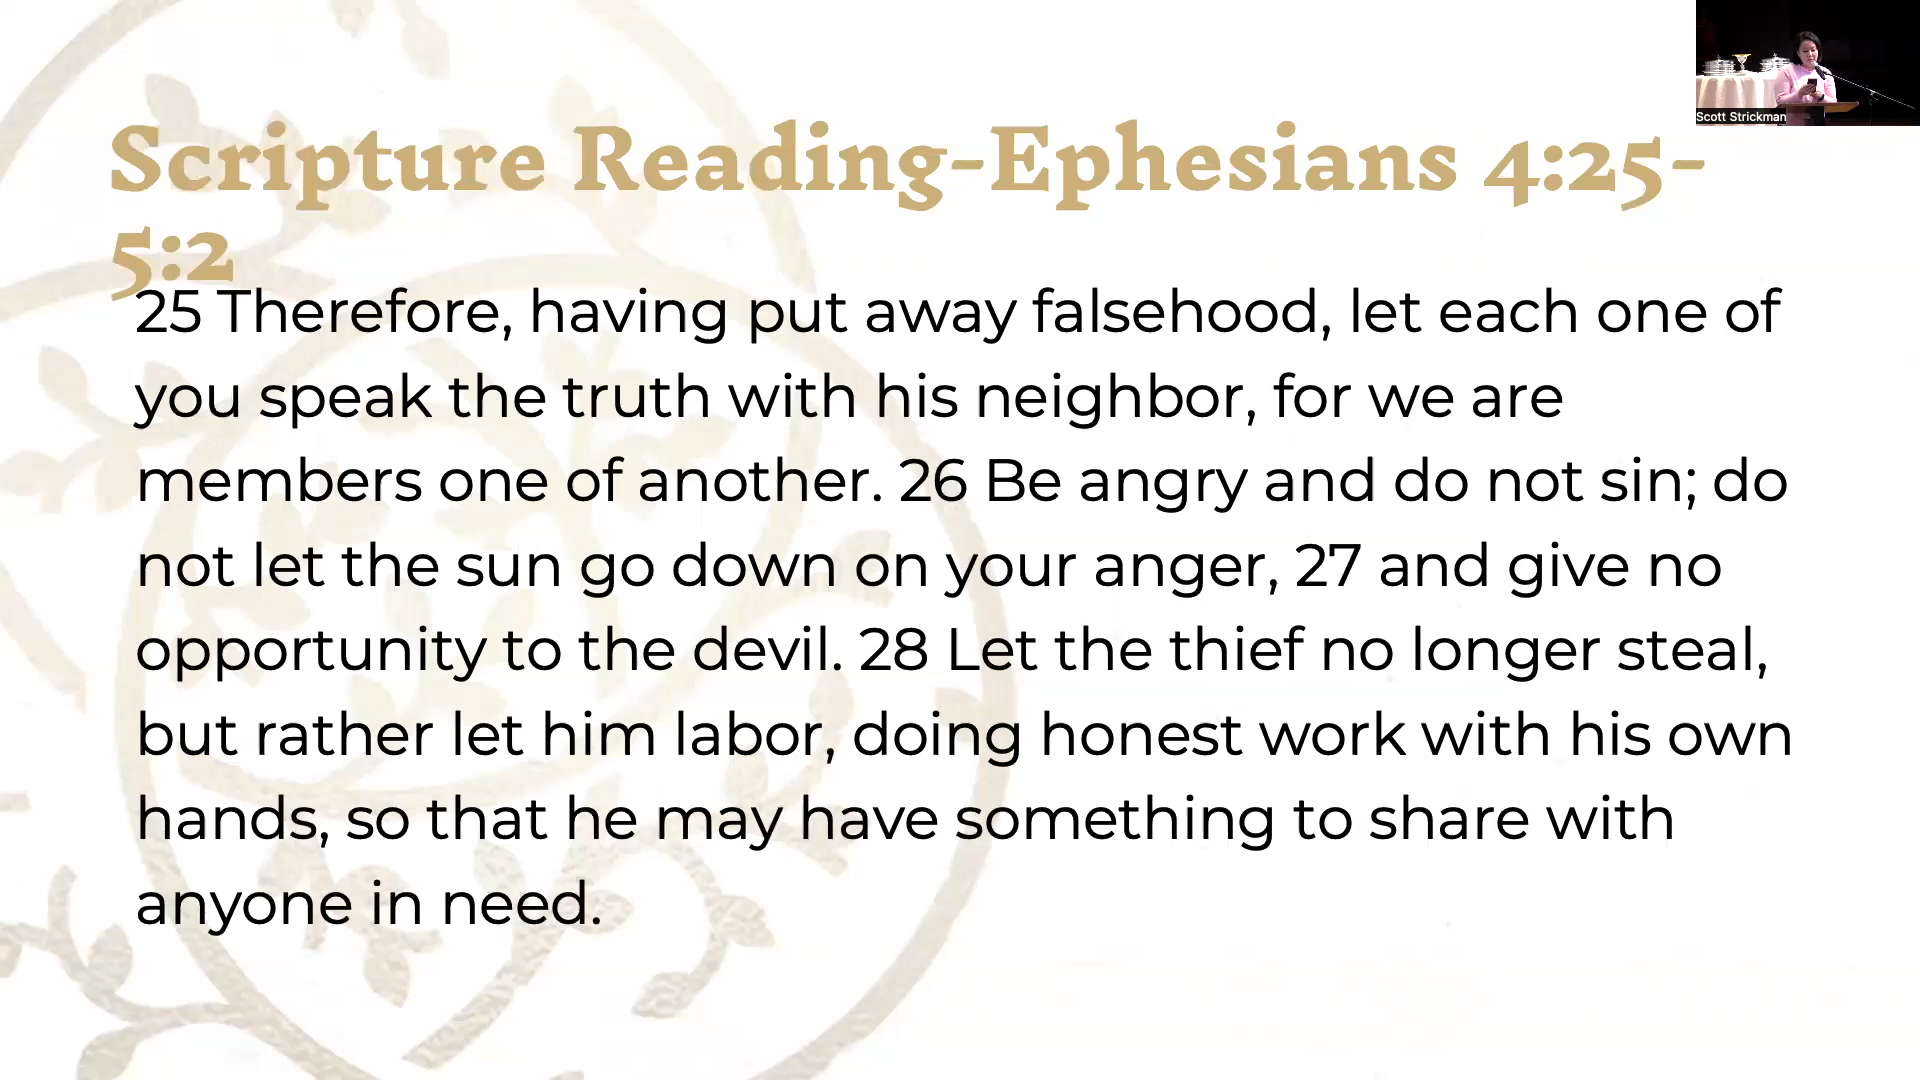 Scott Strickman
Scripture Reading-Ephesians 4:25-
5:2
25 Therefore, having put away falsehood, let each one of
you speak the truth with his neighbor, for we are
members one of another. 26 Be angry and do not sin; do
not let the sun go down on your anger, 27 and give no
opportunity to the devil. 28 Let the thief no longer steal,
but rather let him labor, doing honest work with his own
hands, so that he may have something to share with
anyone in need.